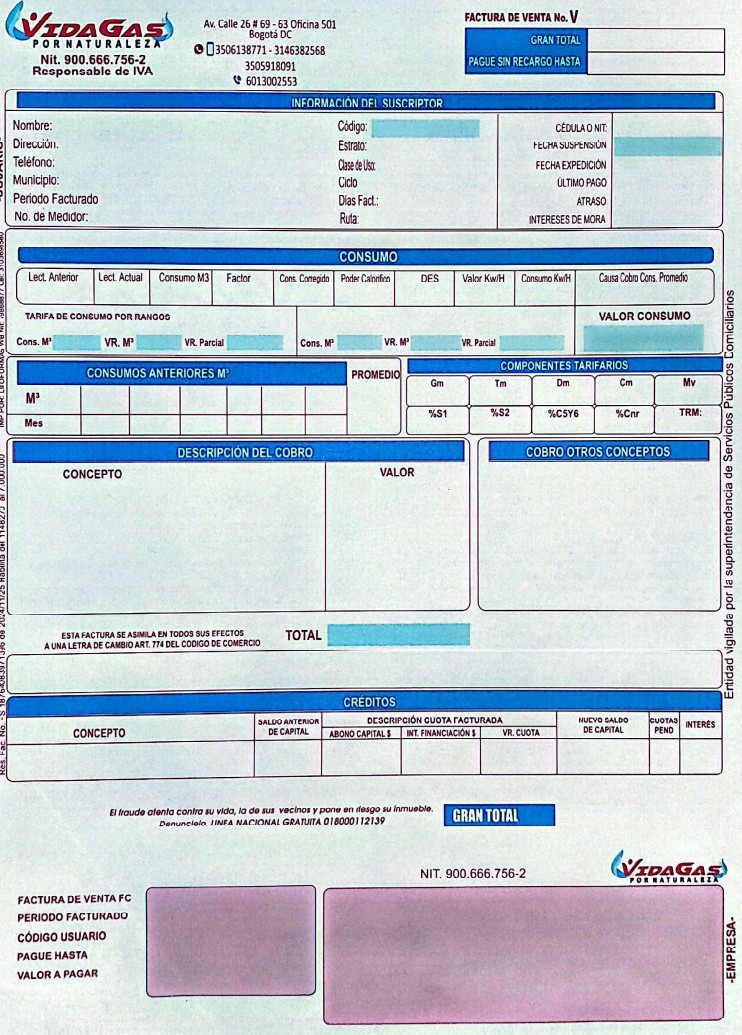 VIDAGAS
POR NATURALEZA
Nit. 900.666.756-2
Responsable de IVA
Av. Calle 26 # 69 - 63 Oficina 501
Bogotá DC
3506138771 - 3146382568
3505918091
6013002553
FACTURA DE VENTA No. V
GRAN TOTAL
PAGUE SIN RECARGO HASTA
INFORMACIÓN DEL SUSCRIPTOR
Nombre: Código: CÉDULA O NIT:
Dirección: Estrato: FECHA SUSPENSIÓN
Teléfono: Clase de Uso: FECHA EXPEDICIÓN
Municipio: Ciclo ÚLTIMO PAGO
Periodo Facturado Días Fact.: ATRASO
No. de Medidor: Ruta: INTERESES DE MORA
CONSUMO
Lect. Anterior Lect. Actual Consumo M3 Factor Cons. Corregido Poder Calorifico DES Valor Kw/H Consumo Kw/H Causa Cobro Cons. Promedio
TARIFA DE CONSUMO POR RANGOS VALOR CONSUMO
Cons. M³ VR. M³ VR. Parcial Cons. M³ VR. M³ VR. Parcial
CONSUMOS ANTERIORES M³ PROMEDIO
M³
Mes
COMPONENTES TARIFARIOS
Gm Tm Dm Cm Mv
%S1 %S2 %C5Y6 %Cnr TRM:
DESCRIPCIÓN DEL COBRO
CONCEPTO VALOR
COBRO OTROS CONCEPTOS
ESTA FACTURA SE ASIMILA EN TODOS SUS EFECTOS
A UNA LETRA DE CAMBIO ART. 774 DEL CODIGO DE COMERCIO
TOTAL
CRÉDITOS
CONCEPTO
SALDO ANTERIOR
DE CAPITAL
DESCRIPCIÓN CUOTA FACTURADA
ABONO CAPITAL $ INT. FINANCIACIÓN $ VR. CUOTA
NUEVO SALDO
DE CAPITAL
CUOTAS
PEND
INTERÉS
El fraude atenta contra su vida, la de sus vecinos y pone en riesgo su inmueble.
Denuncielo. LINEA NACIONAL GRATUITA 018000112139
GRAN TOTAL
Entidad vigilada por la superintendencia de Servicios Públicos Domiciliarios
NIT. 900.666.756-2
VIDAGAS
POR NATURALEZA
FACTURA DE VENTA FC
PERIODO FACTURADO
CÓDIGO USUARIO
PAGUE HASTA
VALOR A PAGAR
-EMPRESA-